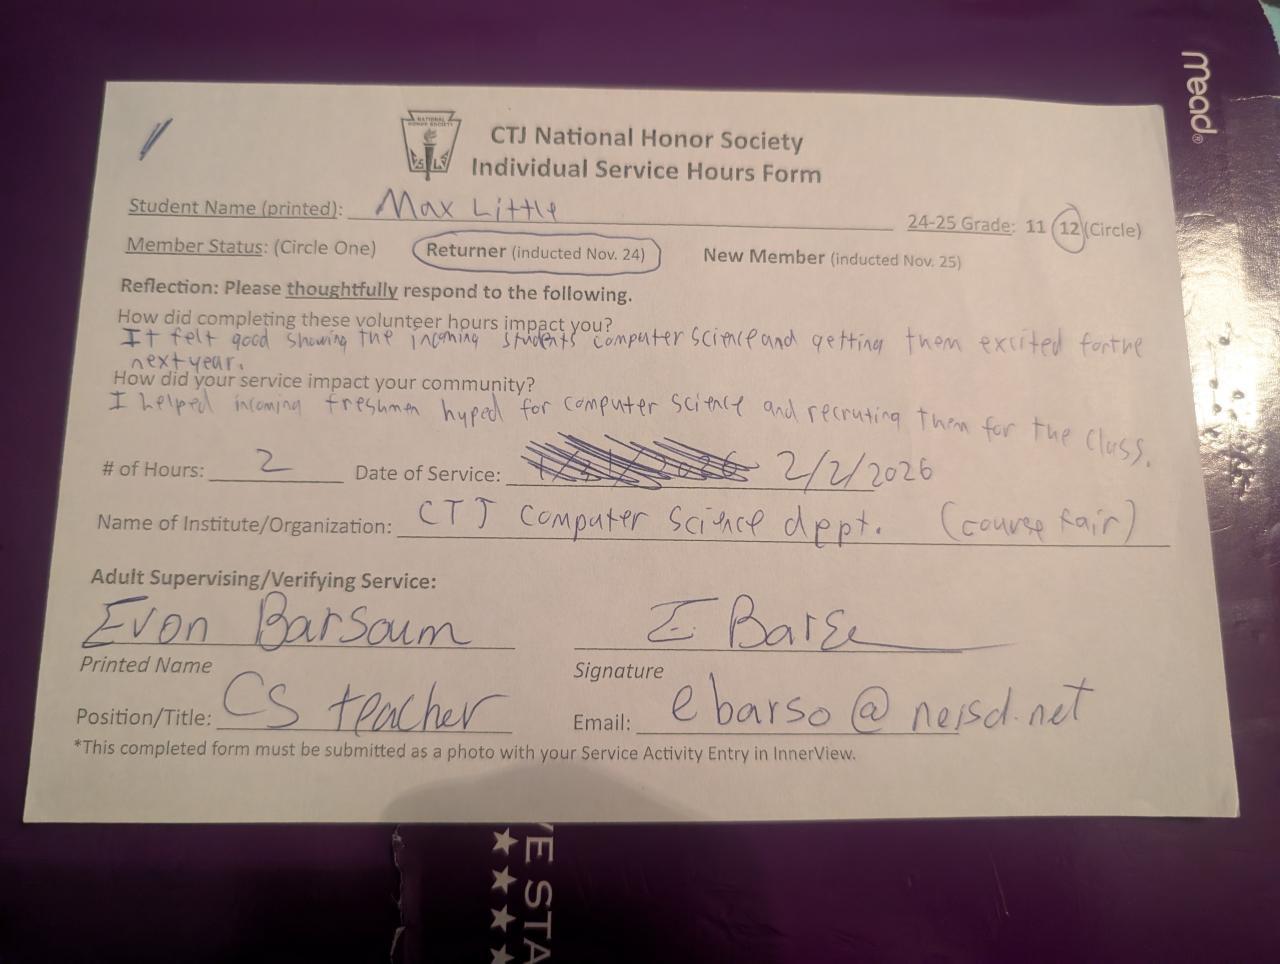 mead®
NATIONAL
HONOR SOCIETY
CTJ National Honor Society
Individual Service Hours Form
Student Name (printed): Max Little
24-25 Grade: 11 12 (Circle)
Member Status: (Circle One) Returner (inducted Nov. 24) New Member (inducted Nov. 25)
Reflection: Please thoughtfully respond to the following.
How did completing these volunteer hours impact you?
It felt good showing the incoming students computer science and getting them excited for the
next year.
How did your service impact your community?
I helped incoming freshmen hyped for computer science and recruting them for the class.
# of Hours: 2 Date of Service: 2/2/2026
Name of Institute/Organization: CTJ Computer Science dept. (course fair)
Adult Supervising/Verifying Service:
Evon Barsoum E Barso
Printed Name Signature
Position/Title: CS teacher Email: ebarso@neisd.net
*This completed form must be submitted as a photo with your Service Activity Entry in InnerView.
VE STA